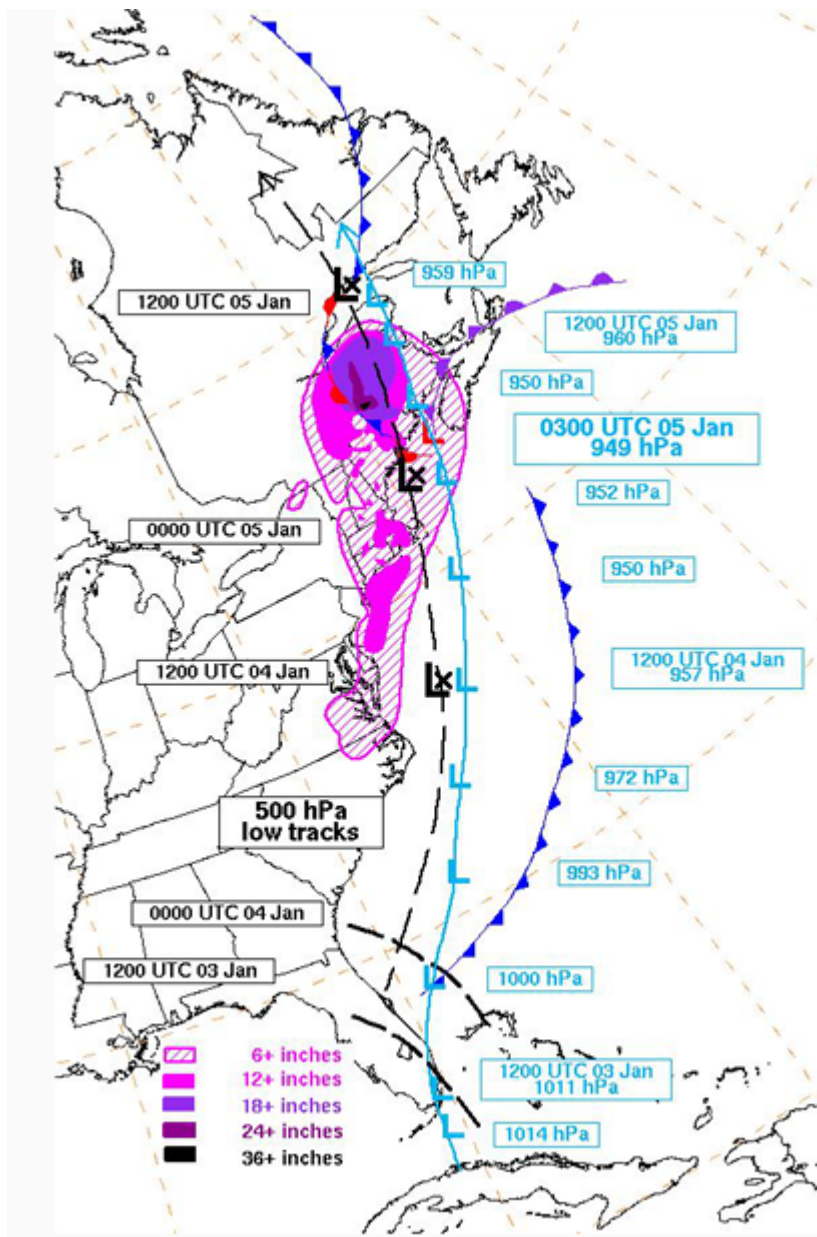 959 hPa
1200 UTC 05 Jan
1200 UTC 05 Jan
960 hPa
950 hPa
0300 UTC 05 Jan
949 hPa
952 hPa
0000 UTC 05 Jan
950 hPa
1200 UTC 04 Jan
1200 UTC 04 Jan
957 hPa
972 hPa
500 hPa
low tracks
993 hPa
0000 UTC 04 Jan
1200 UTC 03 Jan
1000 hPa
6+ inches
12+ inches
18+ inches
24+ inches
36+ inches
1200 UTC 03 Jan
1011 hPa
1014 hPa
L
x
L
L
L
L
L
L
x
L
L
L
x
L
L
L
L
L